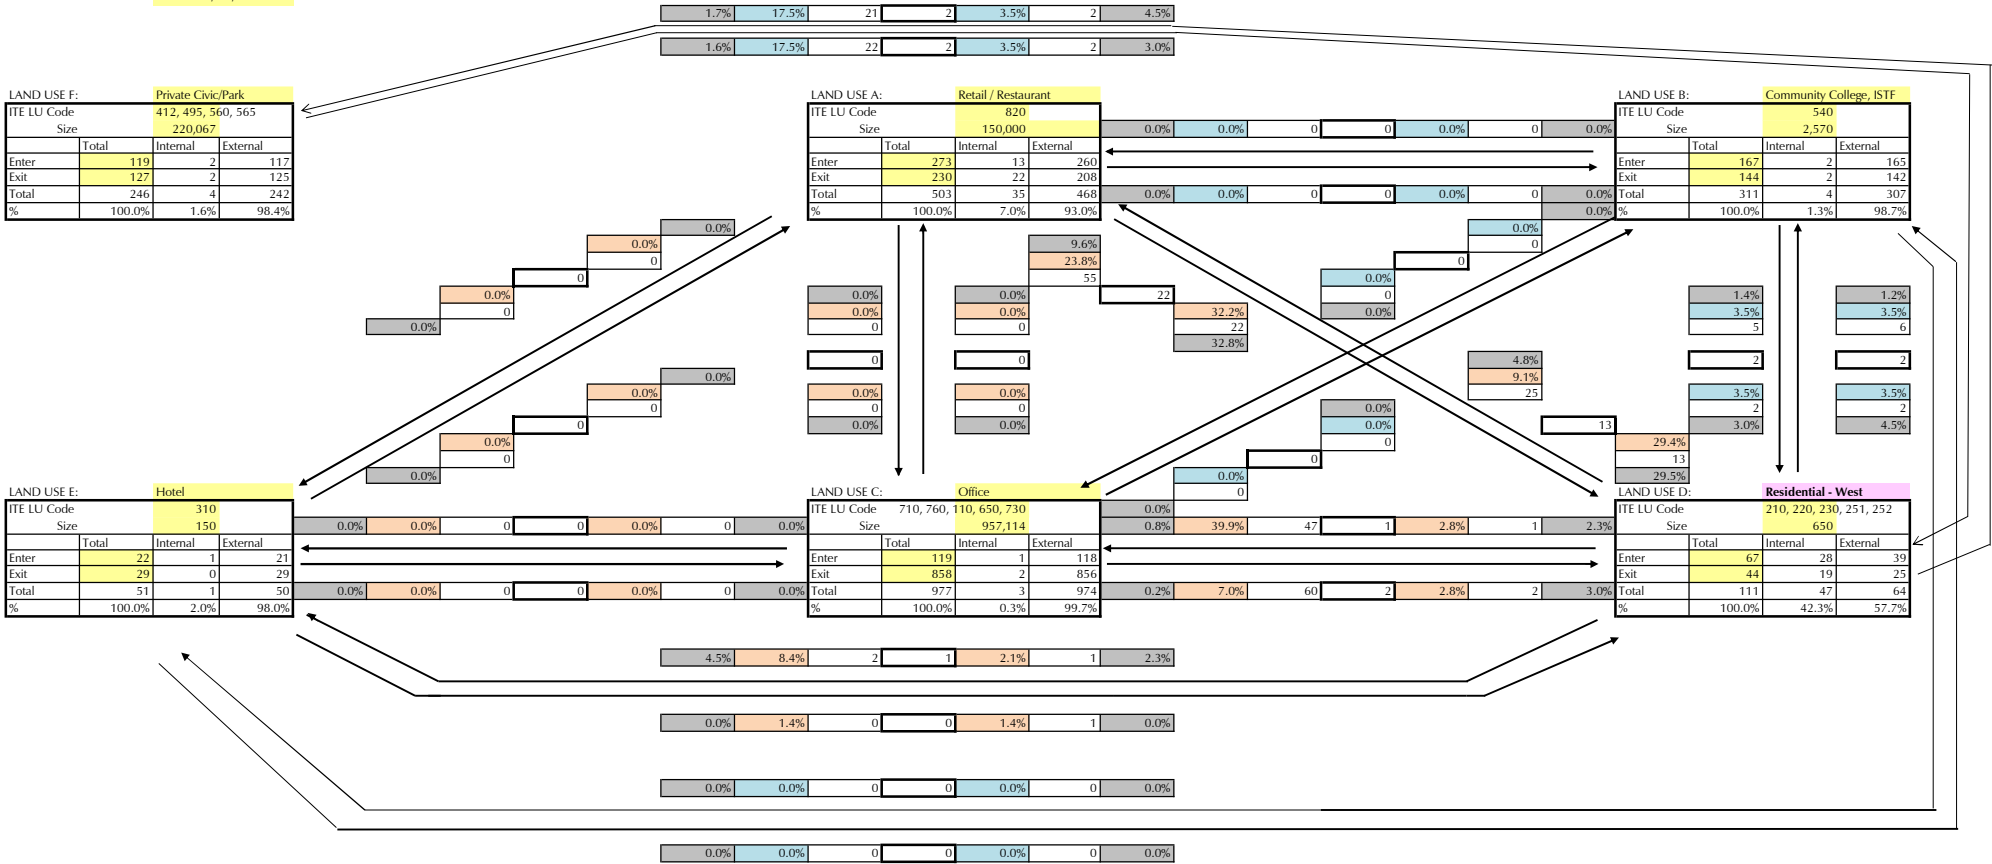 1.7% 17.5% 21 2 3.5% 2 4.5%
1.6% 17.5% 22 2 3.5% 2 3.0%
LAND USE F: Private Civic/Park
ITE LU Code 412, 495, 560, 565
Size 220,067
Total Internal External
Enter 119 2 117
Exit 127 2 125
Total 246 4 242
% 100.0% 1.6% 98.4%
LAND USE A: Retail / Restaurant
ITE LU Code 820
Size 150,000
Total Internal External
Enter 273 13 260
Exit 230 22 208
Total 503 35 468
% 100.0% 7.0% 93.0%
0.0% 0.0% 0 0 0.0% 0 0.0%
0.0% 0.0% 0 0 0.0% 0 0.0%
0.0%
LAND USE B: Community College, ISTF
ITE LU Code 540
Size 2,570
Total Internal External
Enter 167 2 165
Exit 144 2 142
Total 311 4 307
% 100.0% 1.3% 98.7%
0.0%
0.0%
0
0
0.0%
0
0.0%
0.0%
0.0%
0
0
0.0%
0
0.0%
0.0% 0.0%
0.0% 0.0%
0 0
0 0
0.0% 0.0%
0 0
0.0% 0.0%
9.6%
23.8%
55
22
32.2%
22
32.8%
0.0%
0
0
0.0%
0
0.0%
4.8%
9.1%
25
13
29.4%
13
29.5%
0.0%
0.0%
0
0
0.0%
0
0.0%
1.4% 1.2%
3.5% 3.5%
5 6
2 2
3.5% 3.5%
2 2
3.0% 4.5%
LAND USE E: Hotel
ITE LU Code 310
Size 150
Total Internal External
Enter 22 1 21
Exit 29 0 29
Total 51 1 50
% 100.0% 2.0% 98.0%
0.0% 0.0% 0 0 0.0% 0 0.0%
0.0% 0.0% 0 0 0.0% 0 0.0%
LAND USE C: Office
ITE LU Code 710, 760, 110, 650, 730
Size 957,114
Total Internal External
Enter 119 1 118
Exit 858 2 856
Total 977 3 974
% 100.0% 0.3% 99.7%
0.8% 39.9% 47 1 2.8% 1 2.3%
0.2% 7.0% 60 2 2.8% 2 3.0%
LAND USE D: Residential - West
ITE LU Code 210, 220, 230, 251, 252
Size 650
Total Internal External
Enter 67 28 39
Exit 44 19 25
Total 111 47 64
% 100.0% 42.3% 57.7%
4.5% 8.4% 2 1 2.1% 1 2.3%
0.0% 1.4% 0 0 1.4% 1 0.0%
0.0% 0.0% 0 0 0.0% 0 0.0%
0.0% 0.0% 0 0 0.0% 0 0.0%